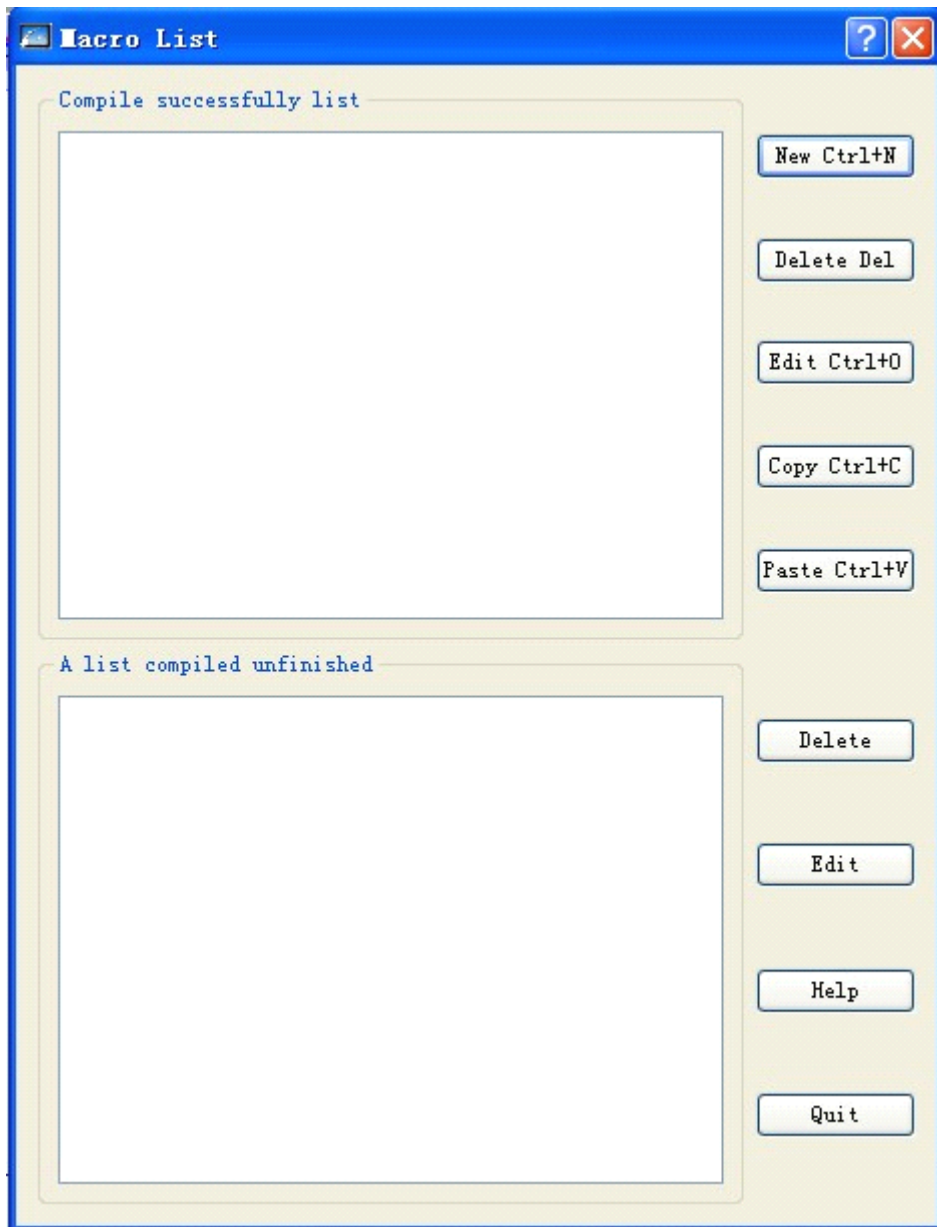 Macro List
Compile successfully list
New Ctrl+N
Delete Del
Edit Ctrl+O
Copy Ctrl+C
Paste Ctrl+V
A list compiled unfinished
Delete
Edit
Help
Quit